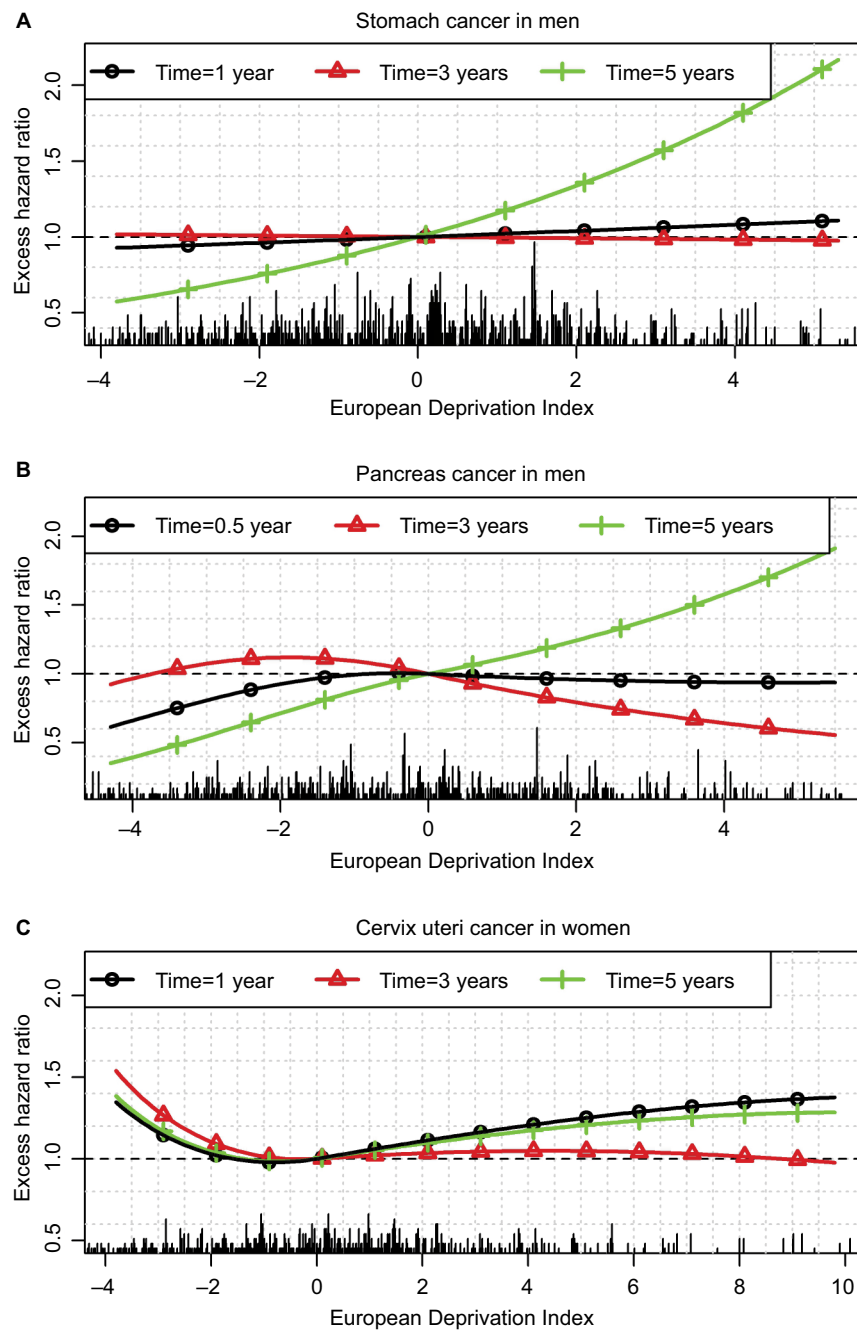 A
Stomach cancer in men
Time=1 year Time=3 years Time=5 years
Excess hazard ratio
2.0
1.5
1.0
0.5
–4 –2 0 2 4
European Deprivation Index
B
Pancreas cancer in men
Time=0.5 year Time=3 years Time=5 years
Excess hazard ratio
2.0
1.5
1.0
0.5
–4 –2 0 2 4
European Deprivation Index
C
Cervix uteri cancer in women
Time=1 year Time=3 years Time=5 years
Excess hazard ratio
2.0
1.5
1.0
0.5
–4 –2 0 2 4 6 8 10
European Deprivation Index